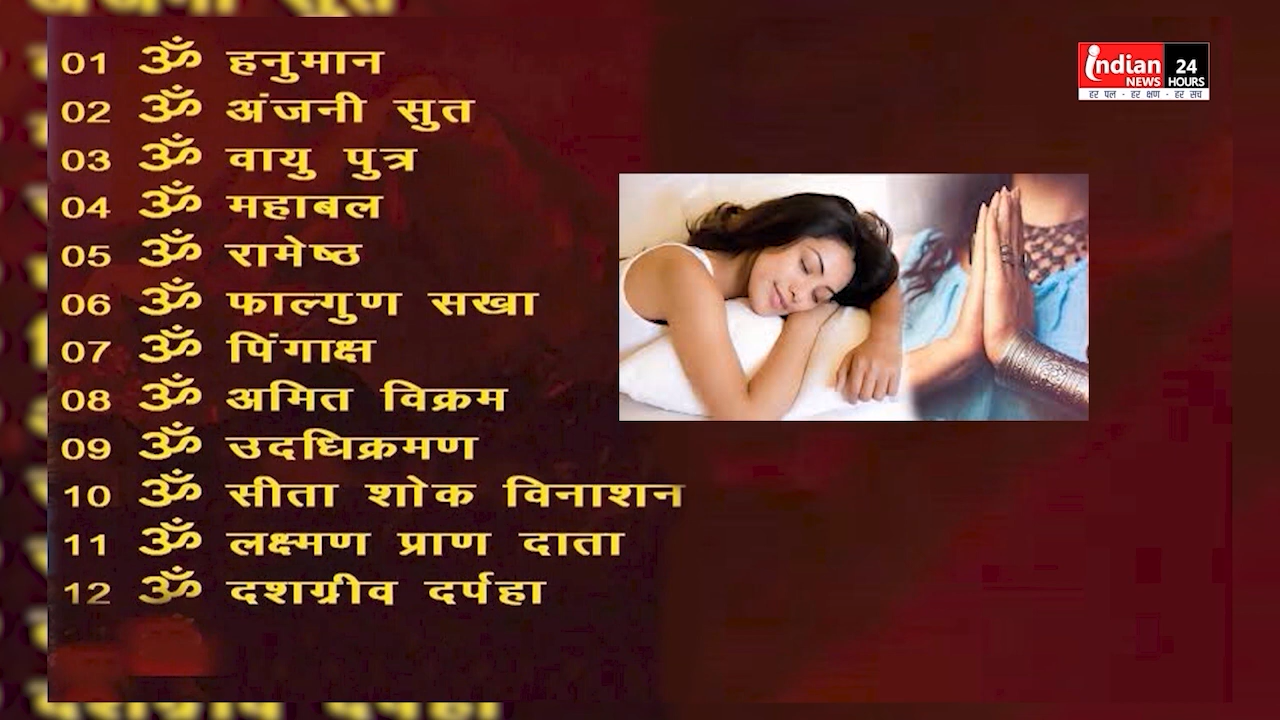 01 ॐ हनुमान
02 ॐ अंजनी सुत
03 ॐ वायु पुत्र
04 ॐ महाबल
05 ॐ रामेष्ठ
06 ॐ फाल्गुण सखा
07 ॐ पिंगाक्ष
08 ॐ अमित विक्रम
09 ॐ उदधिक्रमण
10 ॐ सीता शोक विनाशन
11 ॐ लक्ष्मण प्राण दाता
12 ॐ दशग्रीव दर्पहा
indian NEWS 24 HOURS
हर पल - हर क्षण - हर सच